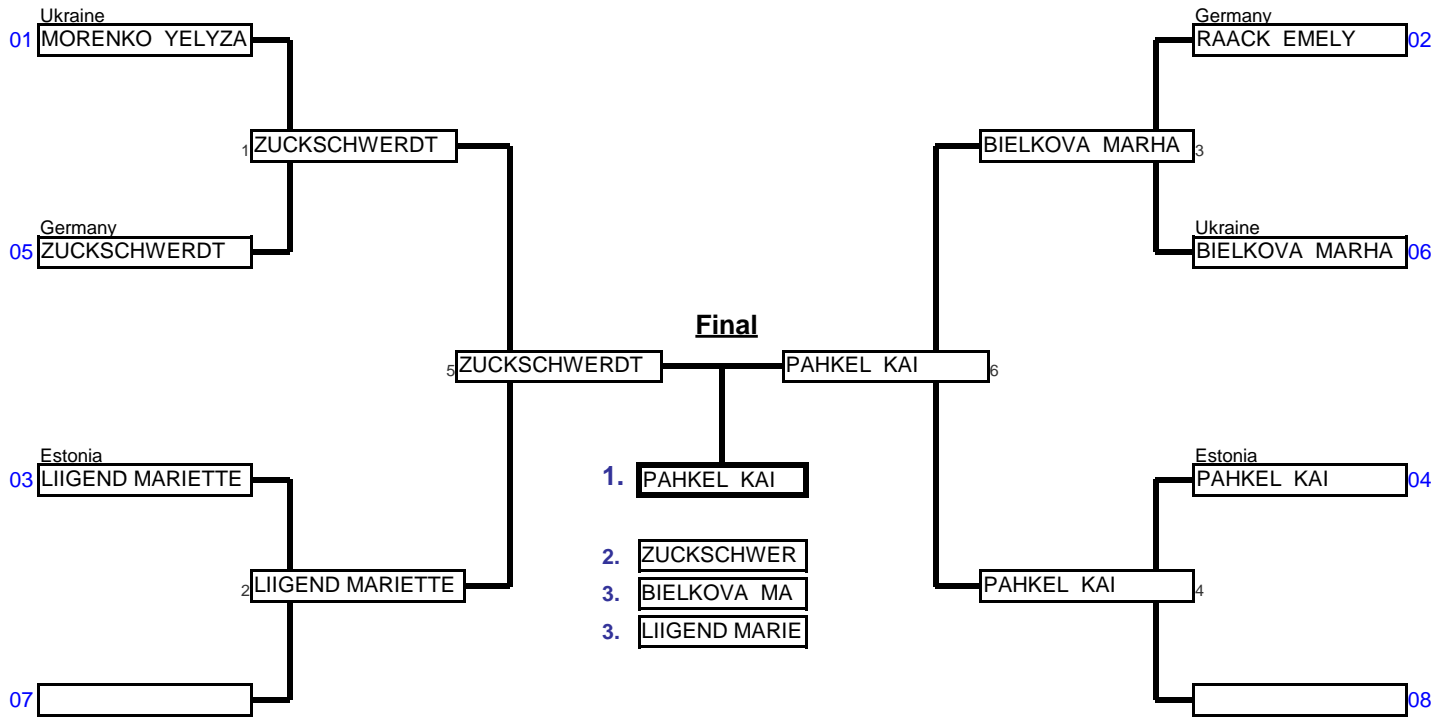 Ukraine
01 MORENKO YELYZA
Germany
RAACK EMELY 02
1 ZUCKSCHWERDT
BIELKOVA MARHA 3
Germany
05 ZUCKSCHWERDT
Ukraine
BIELKOVA MARHA 06
Final
5 ZUCKSCHWERDT
PAHKEL KAI 6
Estonia
03 LIIGEND MARIETTE
1. PAHKEL KAI
Estonia
PAHKEL KAI 04
2. ZUCKSCHWER
2 LIIGEND MARIETTE
3. BIELKOVA MA
PAHKEL KAI 4
3. LIIGEND MARIE
07
08